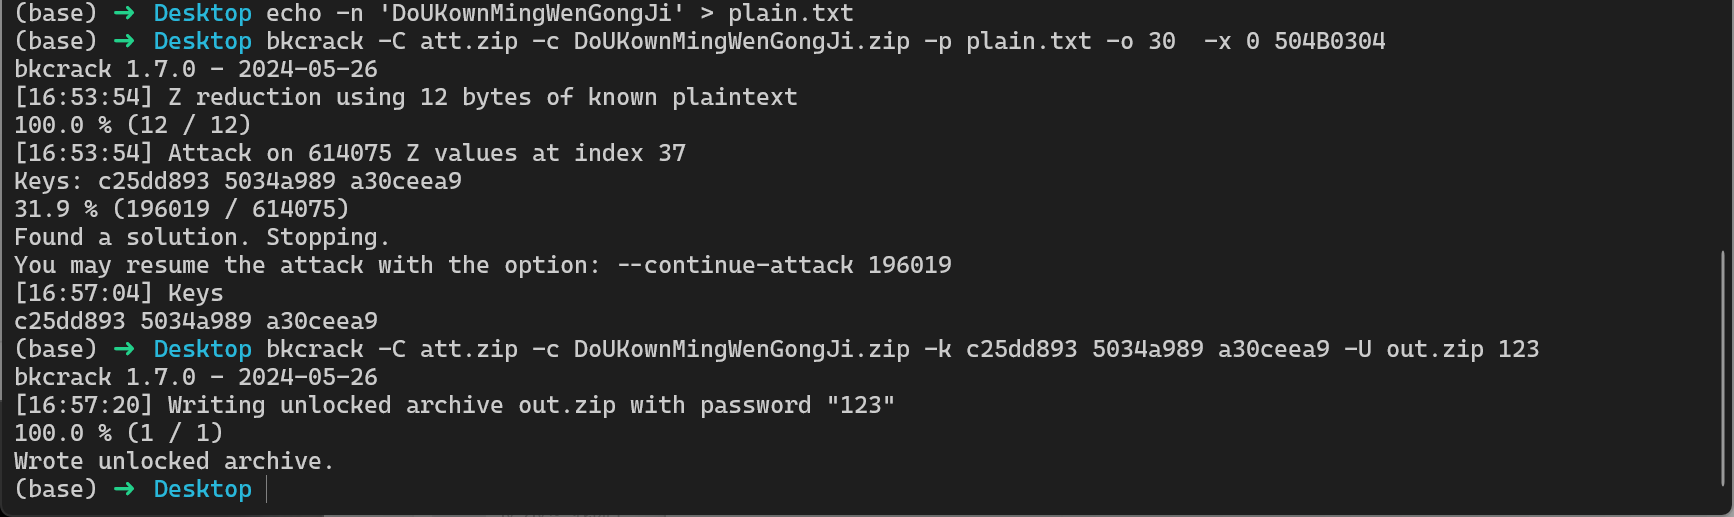 (base) → Desktop echo -n 'DoUKownMingWenGongJi' > plain.txt
(base) → Desktop bkcrack -C att.zip -c DoUKownMingWenGongJi.zip -p plain.txt -o 30  -x 0 504B0304
bkcrack 1.7.0 - 2024-05-26
[16:53:54] Z reduction using 12 bytes of known plaintext
100.0 % (12 / 12)
[16:53:54] Attack on 614075 Z values at index 37
Keys: c25dd893 5034a989 a30ceea9
31.9 % (196019 / 614075)
Found a solution. Stopping.
You may resume the attack with the option: --continue-attack 196019
[16:57:04] Keys
c25dd893 5034a989 a30ceea9
(base) → Desktop bkcrack -C att.zip -c DoUKownMingWenGongJi.zip -k c25dd893 5034a989 a30ceea9 -U out.zip 123
bkcrack 1.7.0 - 2024-05-26
[16:57:20] Writing unlocked archive out.zip with password "123"
100.0 % (1 / 1)
Wrote unlocked archive.
(base) → Desktop